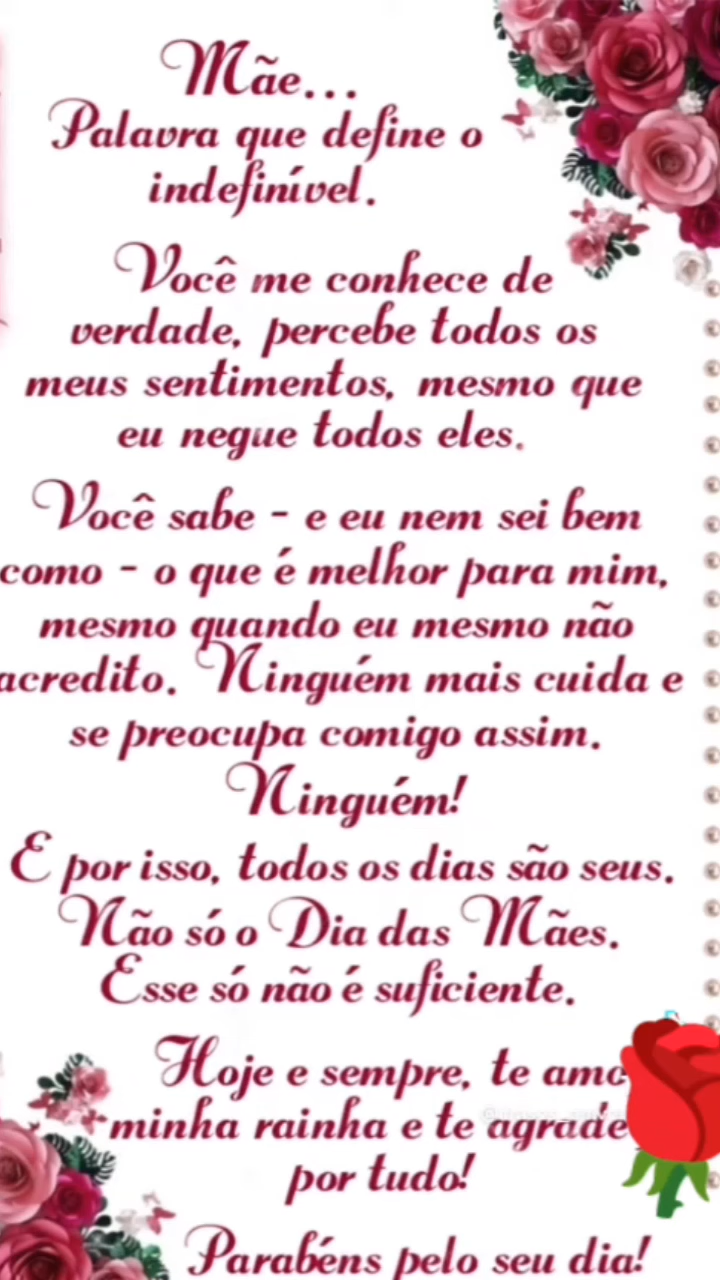 Mãe...
Palavra que define o
indefinível.
Você me conhece de
verdade, percebe todos os
meus sentimentos, mesmo que
eu negue todos eles.
Você sabe - e eu nem sei bem
como - o que é melhor para mim,
mesmo quando eu mesmo não
acredito. Ninguém mais cuida e
se preocupa comigo assim.
Ninguém!
E por isso, todos os dias são seus.
Não só o Dia das Mães.
Esse só não é suficiente.
Hoje e sempre, te amo
minha rainha e te agrade
por tudo!
Parabéns pelo seu dia!